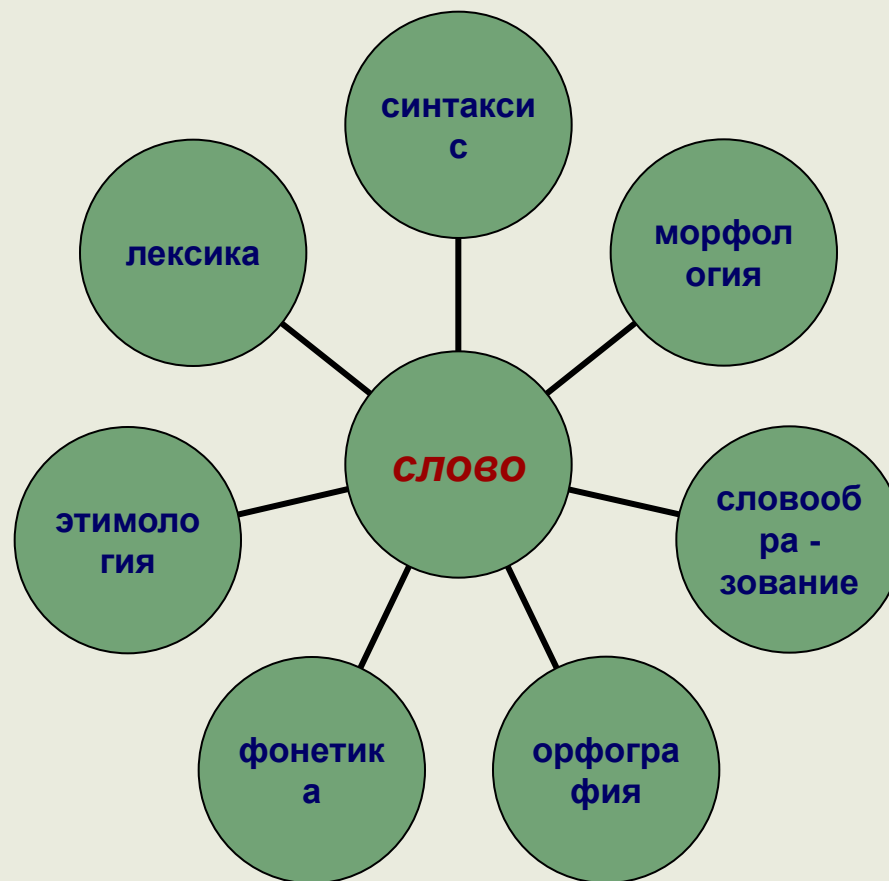 синтакси
с
лексика
морфол
огия
слово
этимоло
гия
словооб
ра -
зование
фонетик
а
орфогра
фия